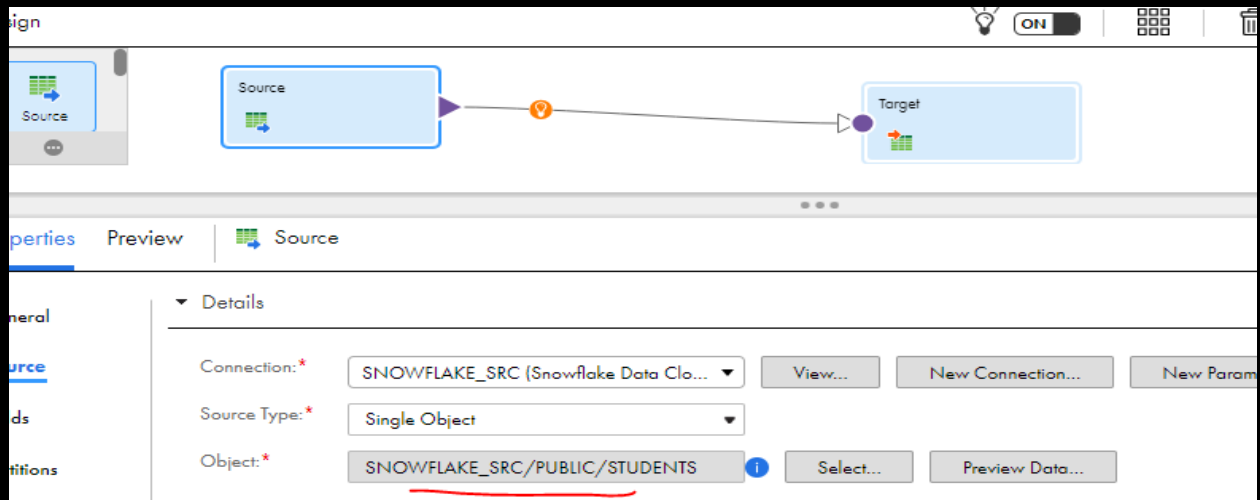 sign
ON
Source
Source
Target
perties Preview Source
Details
neral
Connection:* SNOWFLAKE_SRC (Snowflake Data Clo... View... New Connection... New Param
urce
Source Type:* Single Object
ds
Object:* SNOWFLAKE_SRC/PUBLIC/STUDENTS Select... Preview Data...
titions